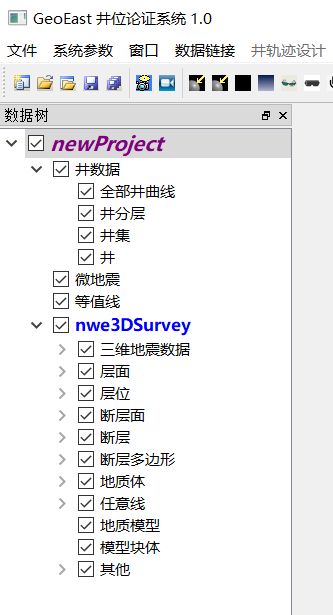 GeoEast 井位论证系统 1.0
文件 系统参数 窗口 数据链接 井轨迹设计
数据树
newProject
井数据
全部井曲线
井分层
井集
井
微地震
等值线
nwe3DSurvey
三维地震数据
层面
层位
断层面
断层
断层多边形
地质体
任意线
地质模型
模型块体
其他